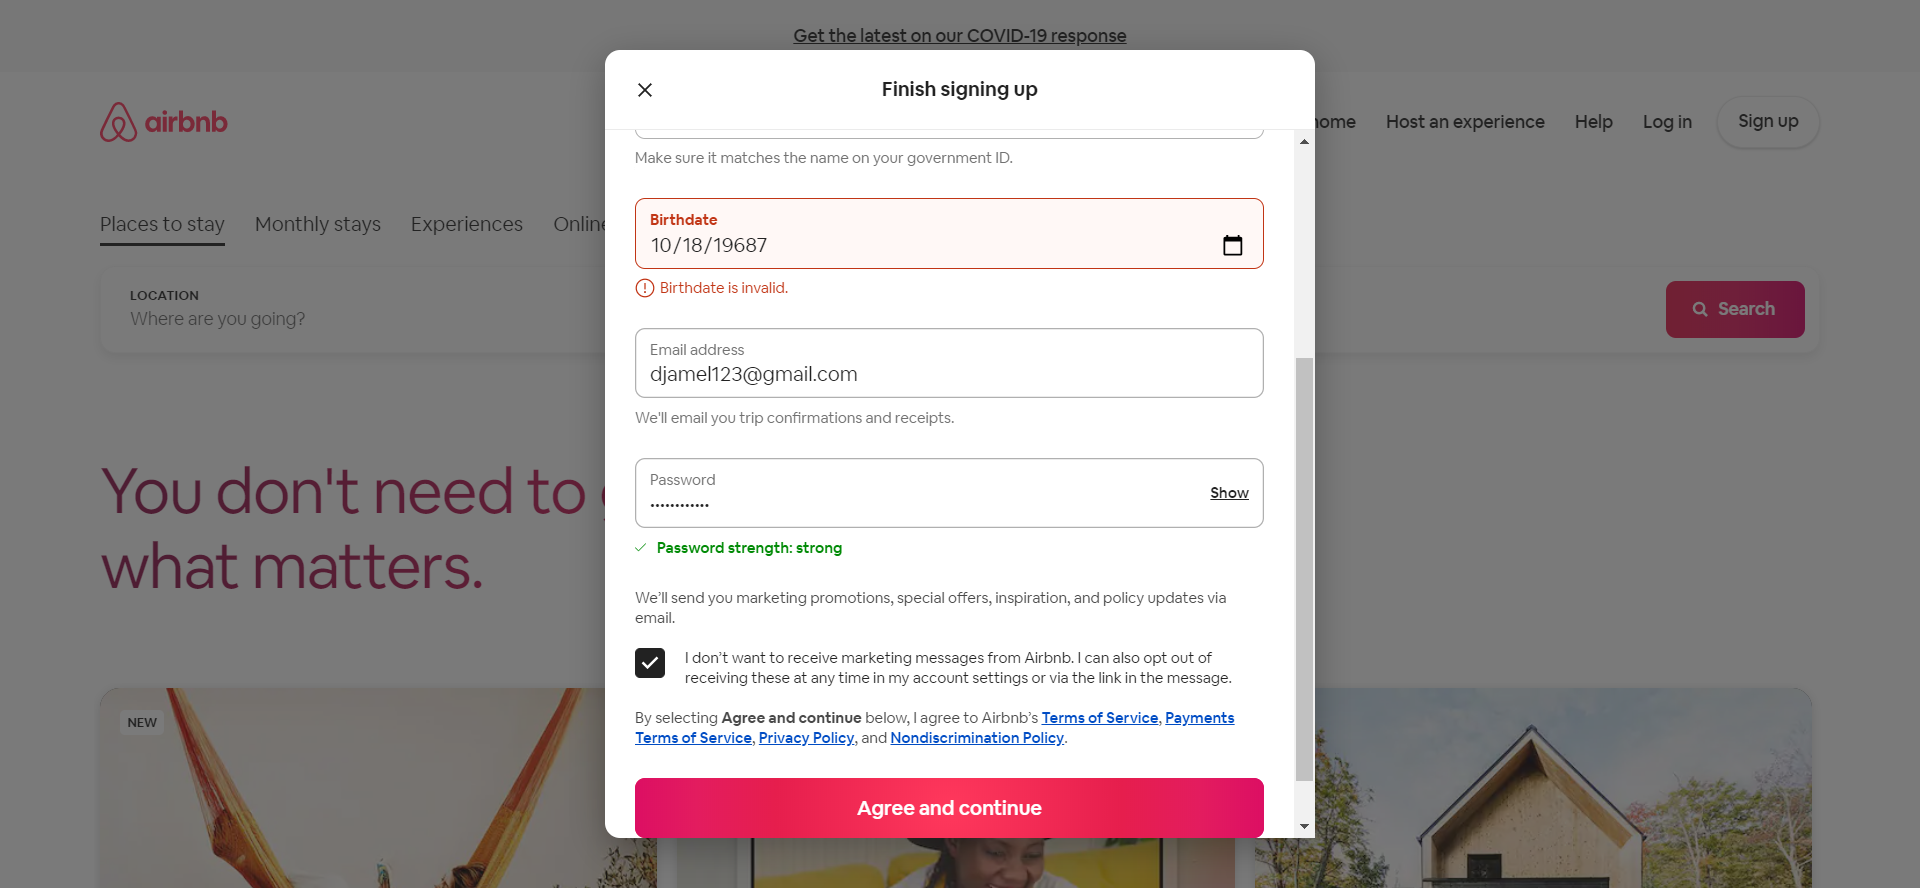 Get the latest on our COVID-19 response
Finish signing up
airbnb
home
Host an experience
Help
Log in
Sign up
Make sure it matches the name on your government ID.
Places to stay
Monthly stays
Experiences
Online
Birthdate
10/18/19687
Birthdate is invalid.
LOCATION
Where are you going?
Search
Email address
djamel123@gmail.com
We'll email you trip confirmations and receipts.
You don't need to g
what matters.
Password
••••••••••••
Show
Password strength: strong
We’ll send you marketing promotions, special offers, inspiration, and policy updates via
email.
I don’t want to receive marketing messages from Airbnb. I can also opt out of
receiving these at any time in my account settings or via the link in the message.
By selecting Agree and continue below, I agree to Airbnb’s Terms of Service, Payments
Terms of Service, Privacy Policy, and Nondiscrimination Policy.
NEW
Agree and continue